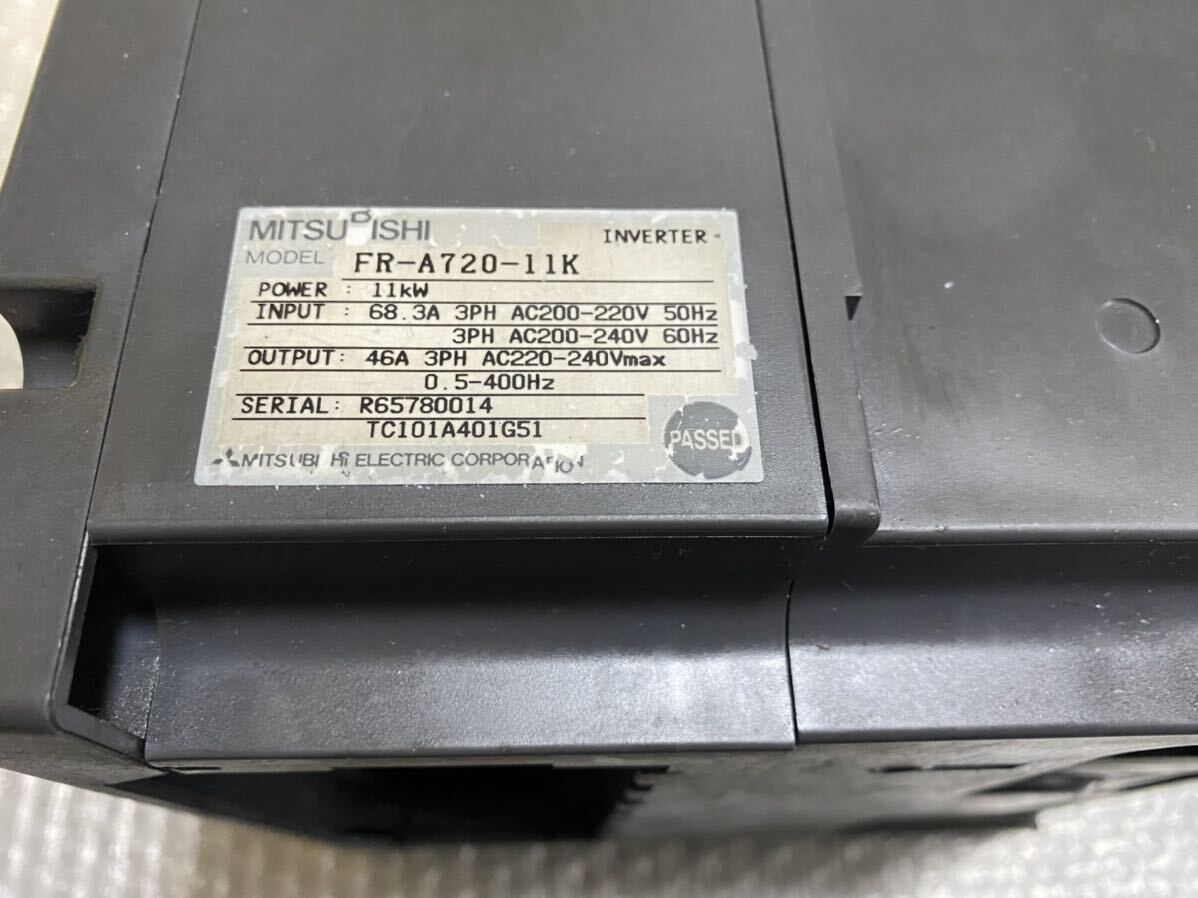 MITSUBISHI INVERTER
MODEL FR-A720-11K
POWER : 11kW
INPUT : 68.3A 3PH AC200-220V 50Hz
3PH AC200-240V 60Hz
OUTPUT: 46A 3PH AC220-240Vmax
0.5-400Hz
SERIAL: R65780014
TC101A401G51
PASSED
MITSUBISHI ELECTRIC CORPORATION